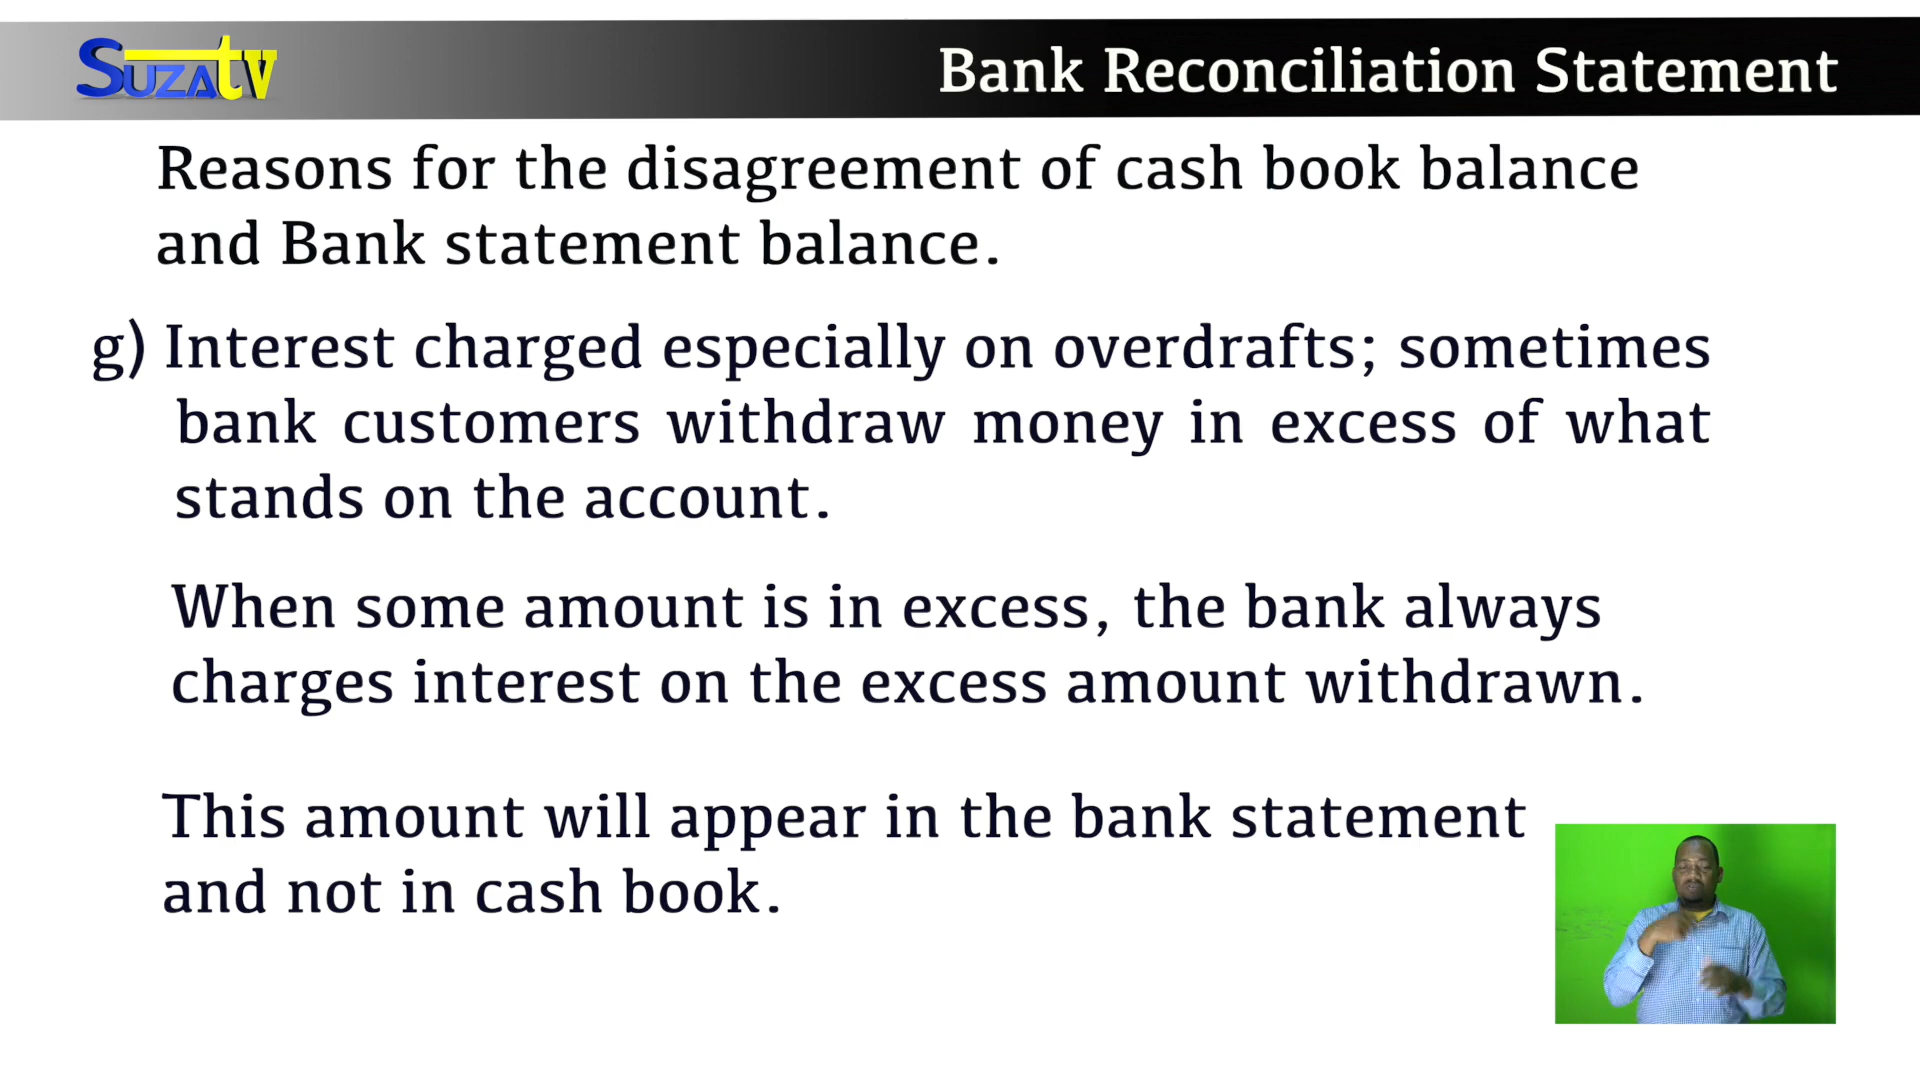 SUZAtv
Bank Reconciliation Statement
Reasons for the disagreement of cash book balance
and Bank statement balance.
g) Interest charged especially on overdrafts; sometimes
bank customers withdraw money in excess of what
stands on the account.
When some amount is in excess, the bank always
charges interest on the excess amount withdrawn.
This amount will appear in the bank statement
and not in cash book.